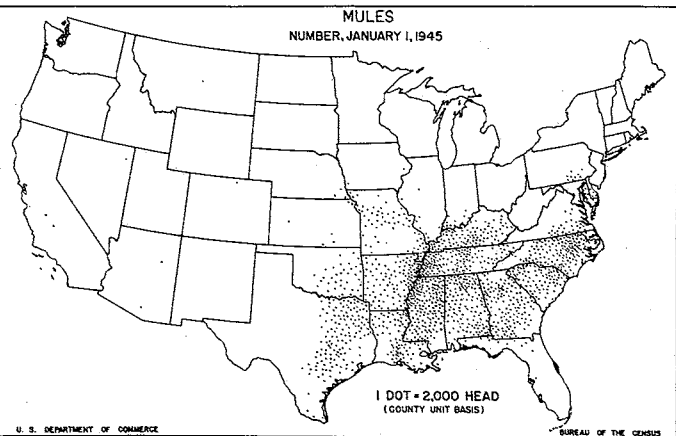 MULES
NUMBER, JANUARY 1, 1945
1 DOT = 2,000 HEAD
(COUNTY UNIT BASIS)
U. S. DEPARTMENT OF COMMERCE
BUREAU OF THE CENSUS